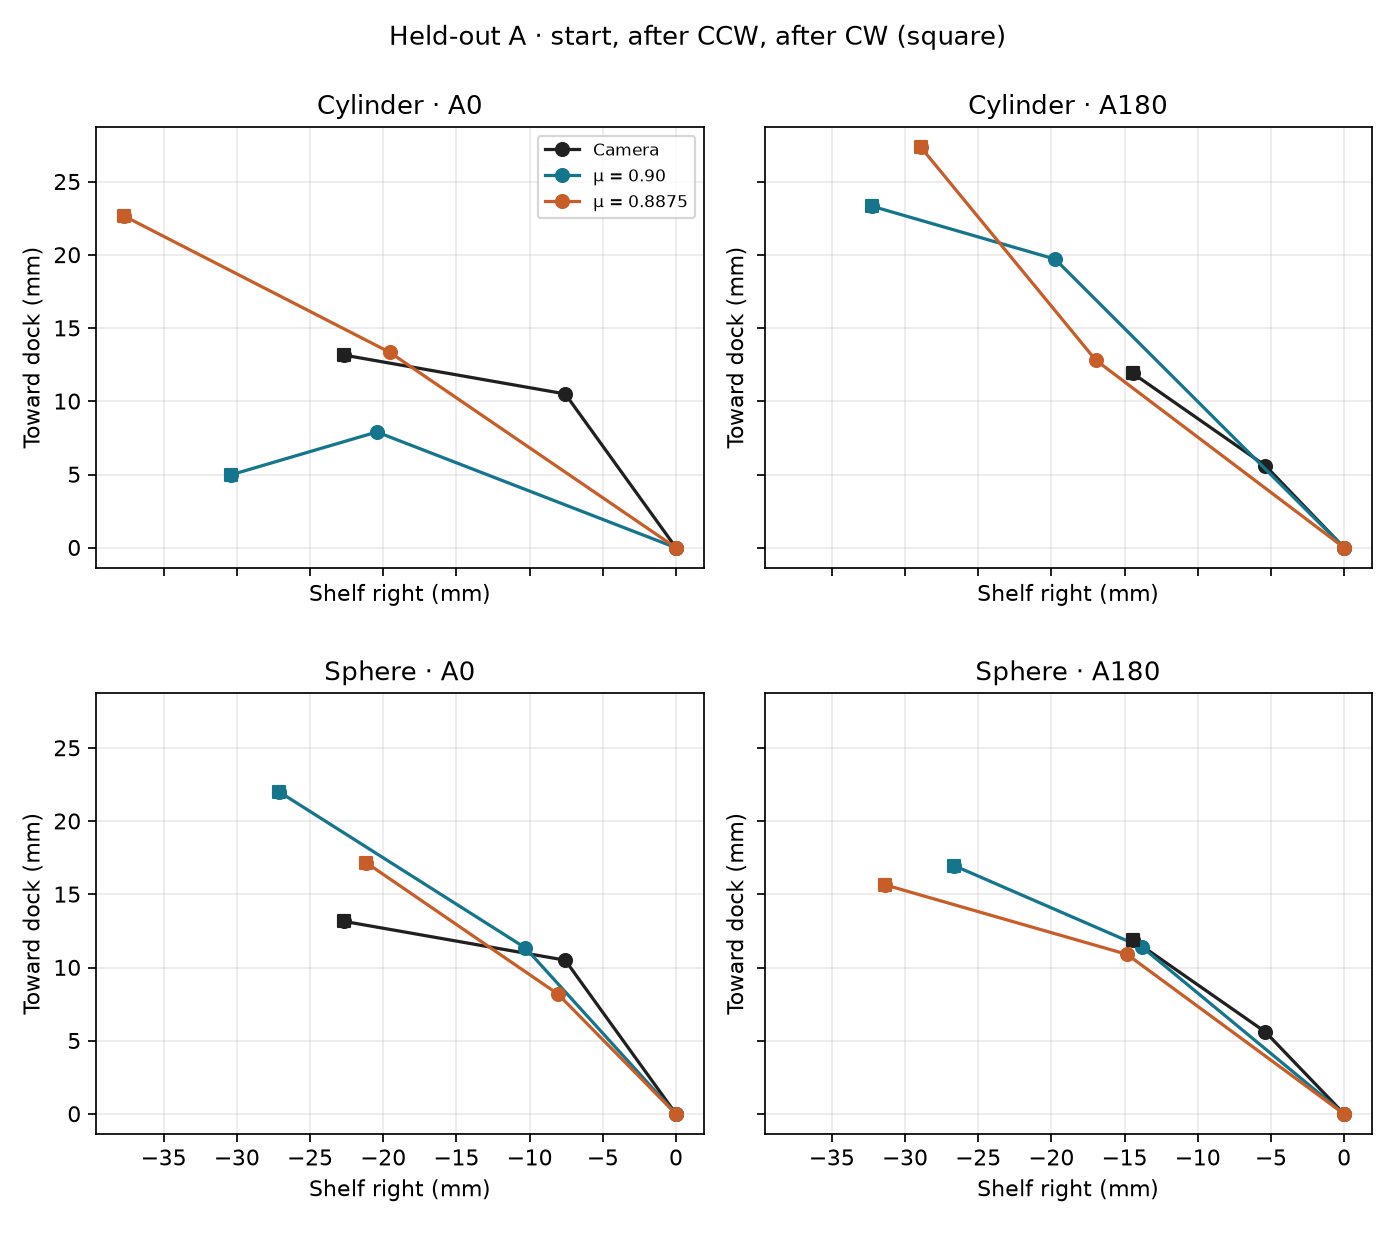 Held-out A · start, after CCW, after CW (square)
Cylinder · A0
Camera
μ = 0.90
μ = 0.8875
25
20
15
10
5
0
Toward dock (mm)
Shelf right (mm)
Cylinder · A180
Toward dock (mm)
Shelf right (mm)
Sphere · A0
25
20
15
10
5
0
Toward dock (mm)
−35 −30 −25 −20 −15 −10 −5 0
Shelf right (mm)
Sphere · A180
Toward dock (mm)
−35 −30 −25 −20 −15 −10 −5 0
Shelf right (mm)